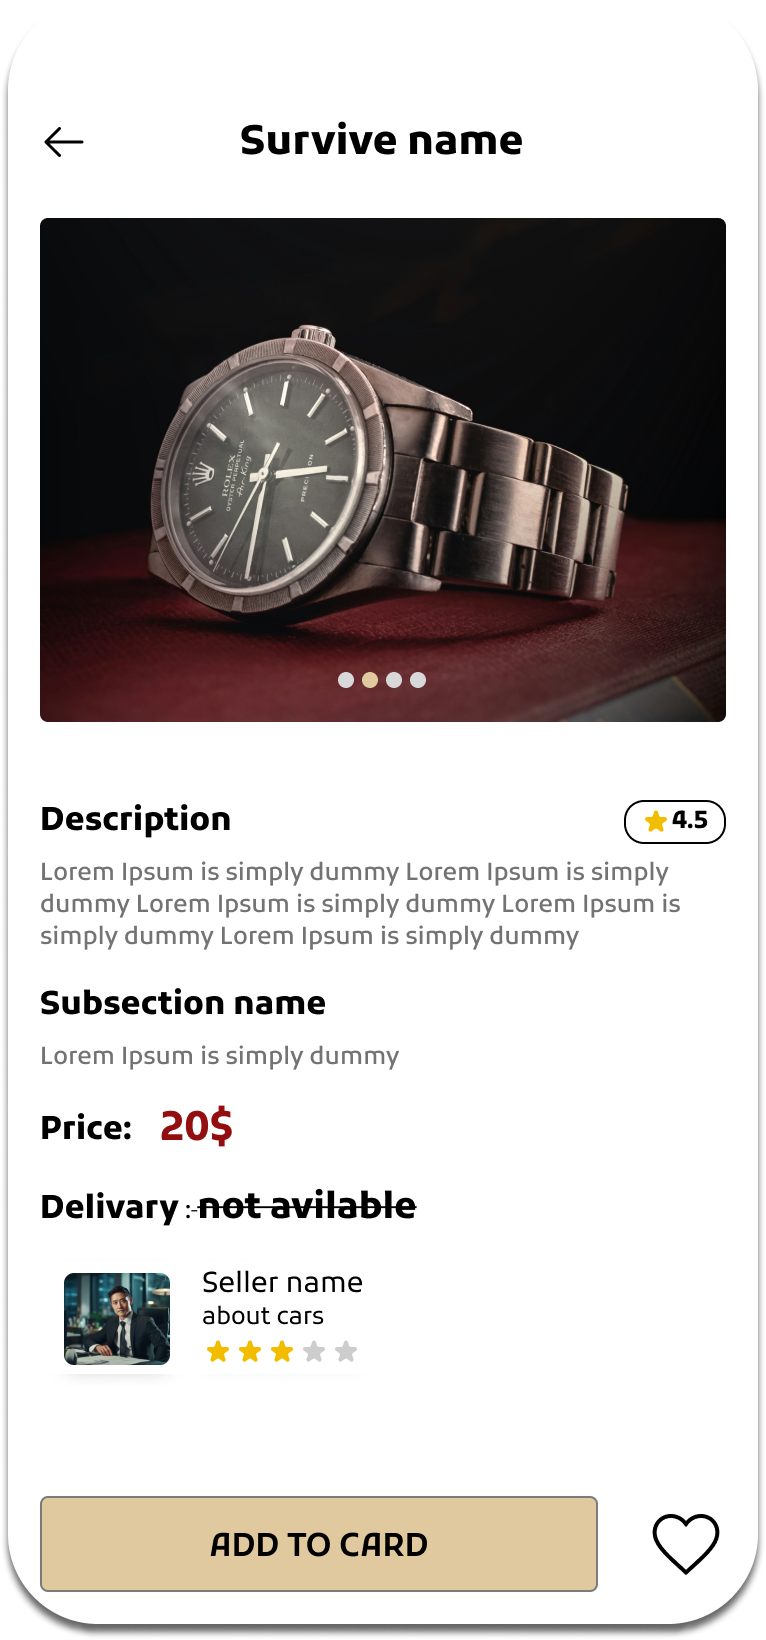 Survive name
ROLEX
OYSTER PERPETUAL
Air-King
PRECISION
Description
4.5
Lorem Ipsum is simply dummy Lorem Ipsum is simply
dummy Lorem Ipsum is simply dummy Lorem Ipsum is
simply dummy Lorem Ipsum is simply dummy
Subsection name
Lorem Ipsum is simply dummy
Price: 20$
Delivary :-not avilable
Seller name
about cars
ADD TO CARD